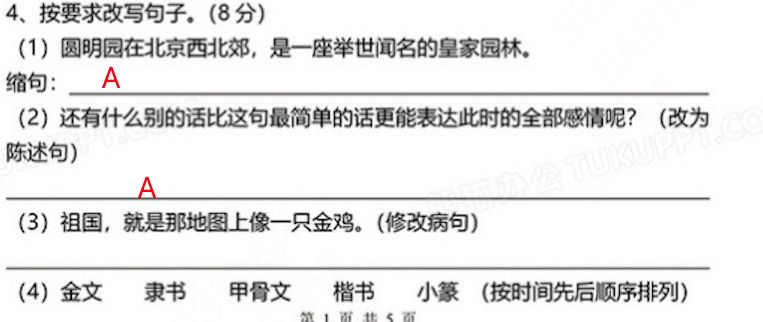 4、按要求改写句子。（8 分）
（1）圆明园在北京西北郊，是一座举世闻名的皇家园林。
缩句： A
（2）还有什么别的话比这句最简单的话更能表达此时的全部感情呢？（改为
陈述句）
A
（3）祖国，就是那地图上像一只金鸡。（修改病句）
（4）金文 隶书 甲骨文 楷书 小篆 （按时间先后顺序排列）
第 1 页 共 5 页